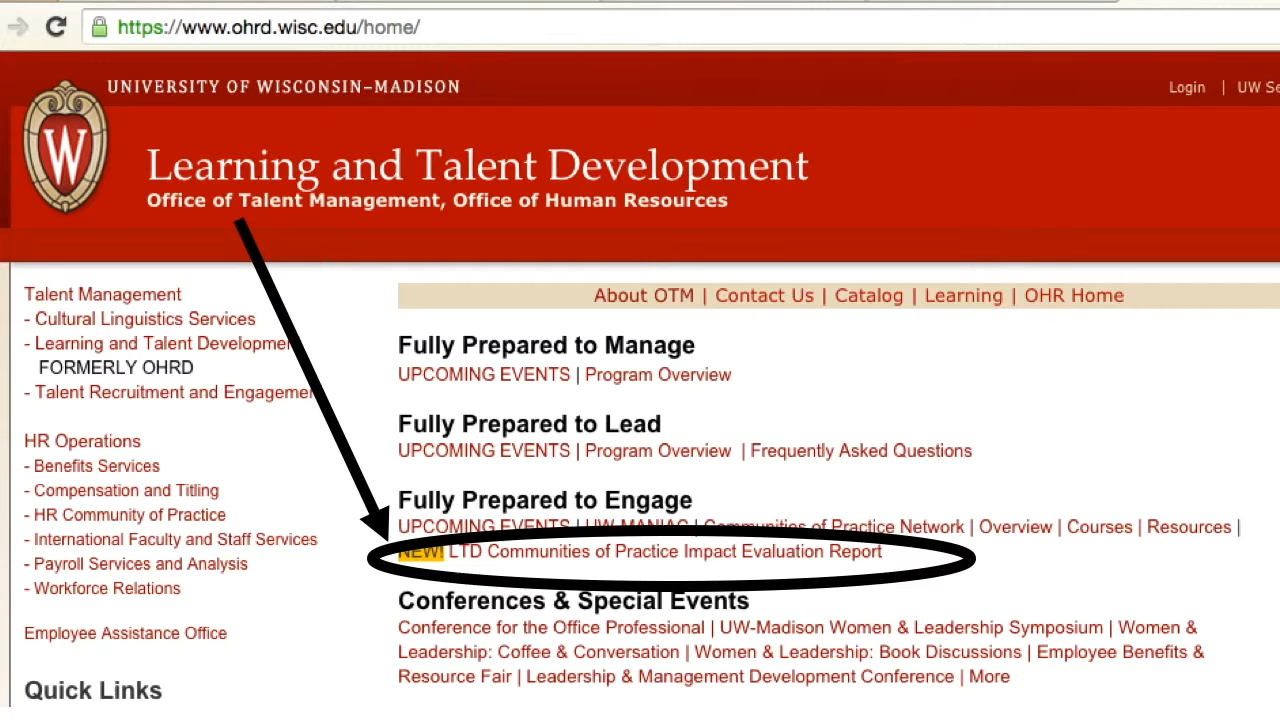 https://www.ohrd.wisc.edu/home/
UNIVERSITY OF WISCONSIN–MADISON
Login | UW Se
W
Learning and Talent Development
Office of Talent Management, Office of Human Resources
Talent Management
- Cultural Linguistics Services
- Learning and Talent Developmen
FORMERLY OHRD
- Talent Recruitment and Engagemen
HR Operations
- Benefits Services
- Compensation and Titling
- HR Community of Practice
- International Faculty and Staff Services
- Payroll Services and Analysis
- Workforce Relations
Employee Assistance Office
Quick Links
About OTM | Contact Us | Catalog | Learning | OHR Home
Fully Prepared to Manage
UPCOMING EVENTS | Program Overview
Fully Prepared to Lead
UPCOMING EVENTS | Program Overview | Frequently Asked Questions
Fully Prepared to Engage
UPCOMING EVENTS | UW MANIAC | Communities of Practice Network | Overview | Courses | Resources |
NEW! LTD Communities of Practice Impact Evaluation Report
Conferences & Special Events
Conference for the Office Professional | UW-Madison Women & Leadership Symposium | Women &
Leadership: Coffee & Conversation | Women & Leadership: Book Discussions | Employee Benefits &
Resource Fair | Leadership & Management Development Conference | More